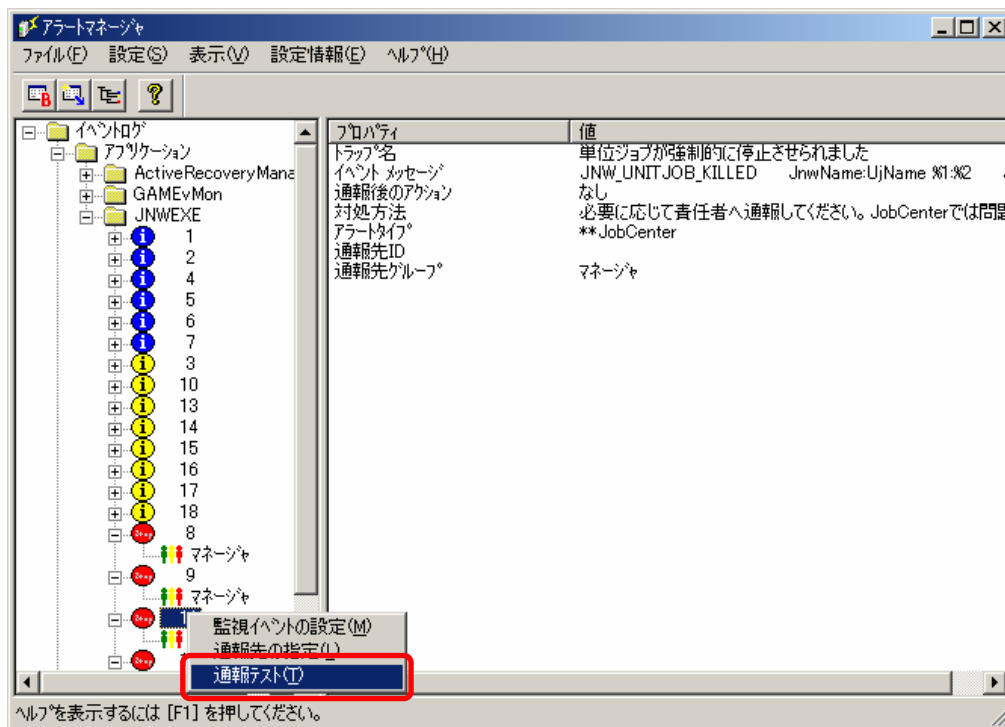 アラートマネージャ
ファイル(F) 設定(S) 表示(V) 設定情報(E) ヘルプ(H)
イベントログ
アプリケーション
ActiveRecoveryMana
GAMEvMon
JNWEXE
1
2
4
5
6
7
3
10
13
14
15
16
17
18
8
マネージャ
9
マネージャ
プロパティ 値
トラップ名 単位ジョブが強制的に停止させられました
イベント メッセージ JNW_UNITJOB_KILLED JnwName:UjName %1:%2
通報後のアクション なし
対処方法 必要に応じて責任者へ通報してください。JobCenterでは問題
アラートタイプ **JobCenter
通報先ID
通報先グループ マネージャ
監視イベントの設定(M)
通報先の指定(L)
通報テスト(T)
ヘルプを表示するには [F1] を押してください。